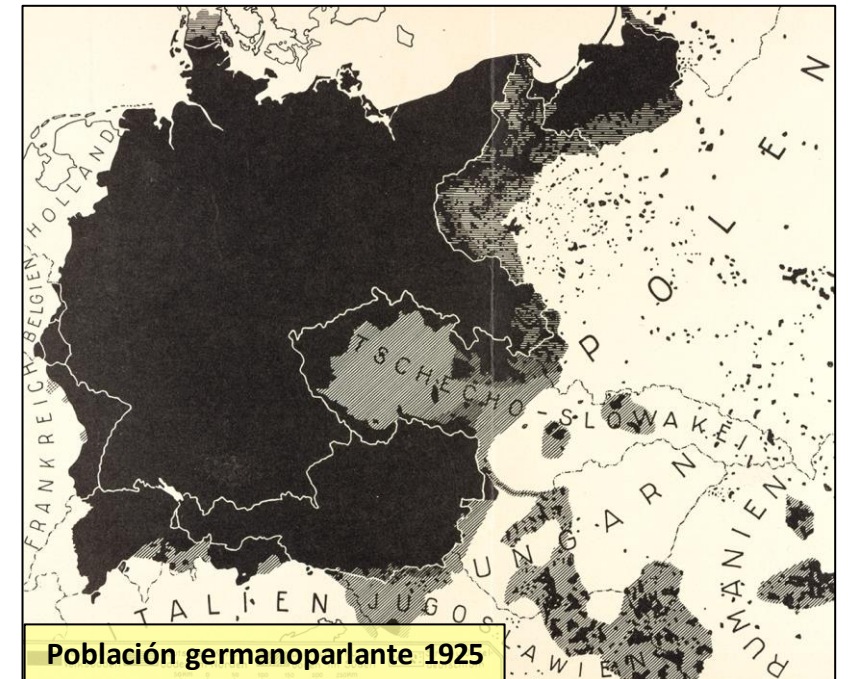 HOLLAND
BELGIEN
FRANKREICH
POLEN
TSCHECHO-SLOWAKEI
UNGARN
RUMÄNIEN
ITALIEN
JUGOSLAWIEN
Población germanoparlante 1925